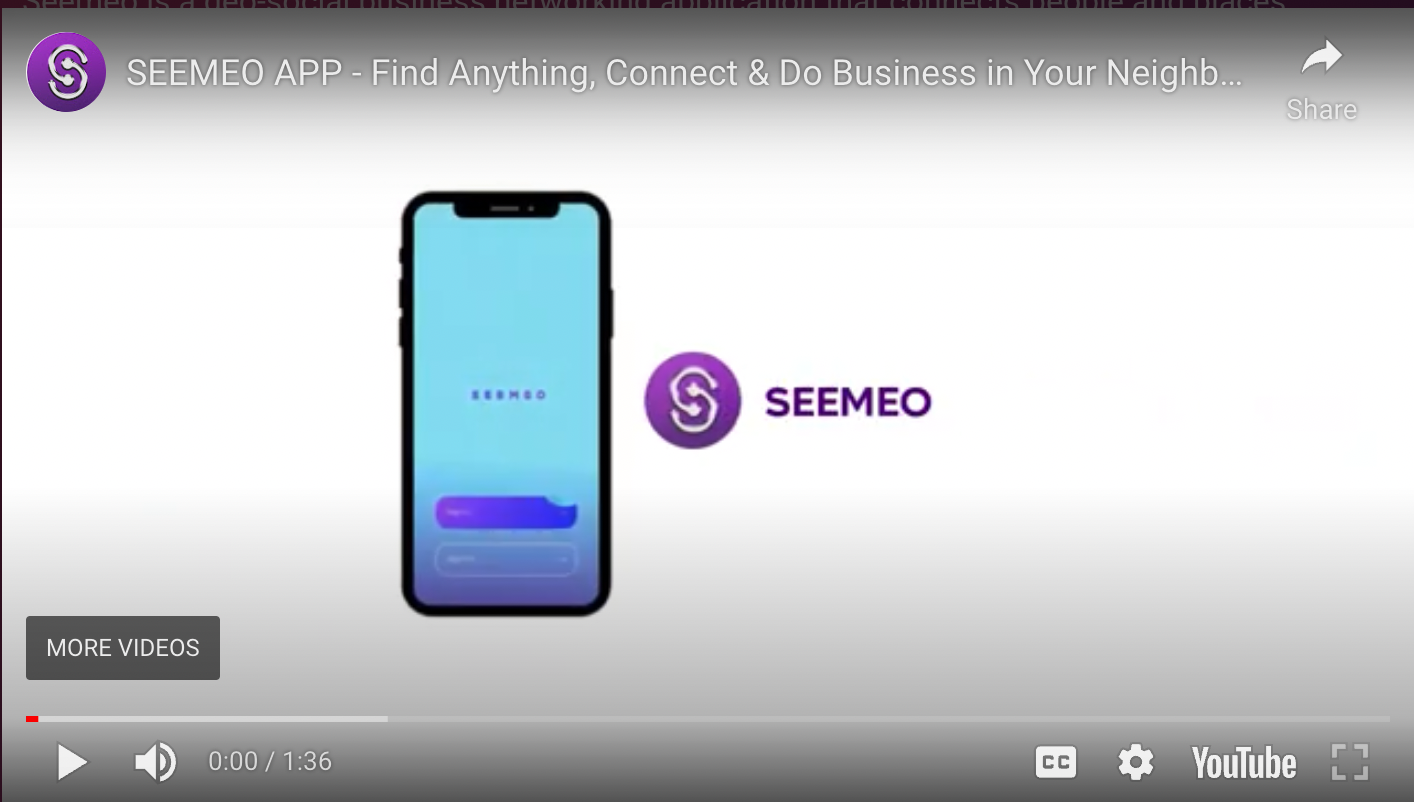 Seemeo is a geo-social business networking application that connects people and places
SEEMEO APP - Find Anything, Connect & Do Business in Your Neighb...
Share
SEEMEO
SEEMEO
MORE VIDEOS
0:00 / 1:36
CC
YouTube